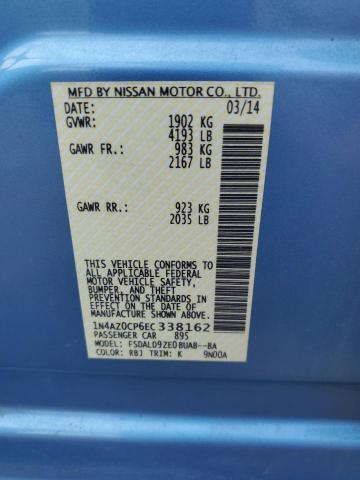 MFD BY NISSAN MOTOR CO., LTD.
DATE: 03/14
GVWR: 1902 KG
4193 LB
GAWR FR.: 983 KG
2167 LB
GAWR RR.: 923 KG
2035 LB
THIS VEHICLE CONFORMS TO
ALL APPLICABLE FEDERAL
MOTOR VEHICLE SAFETY,
BUMPER, AND THEFT
PREVENTION STANDARDS
IN EFFECT ON THE DATE OF
MANUFACTURE SHOWN ABOVE.
1N4AZ0CP6EC338162
PASSENGER CAR 895
MODEL: FSDALD9ZE0BUAB--BA
COLOR: RBJ TRIM: K 9N00A